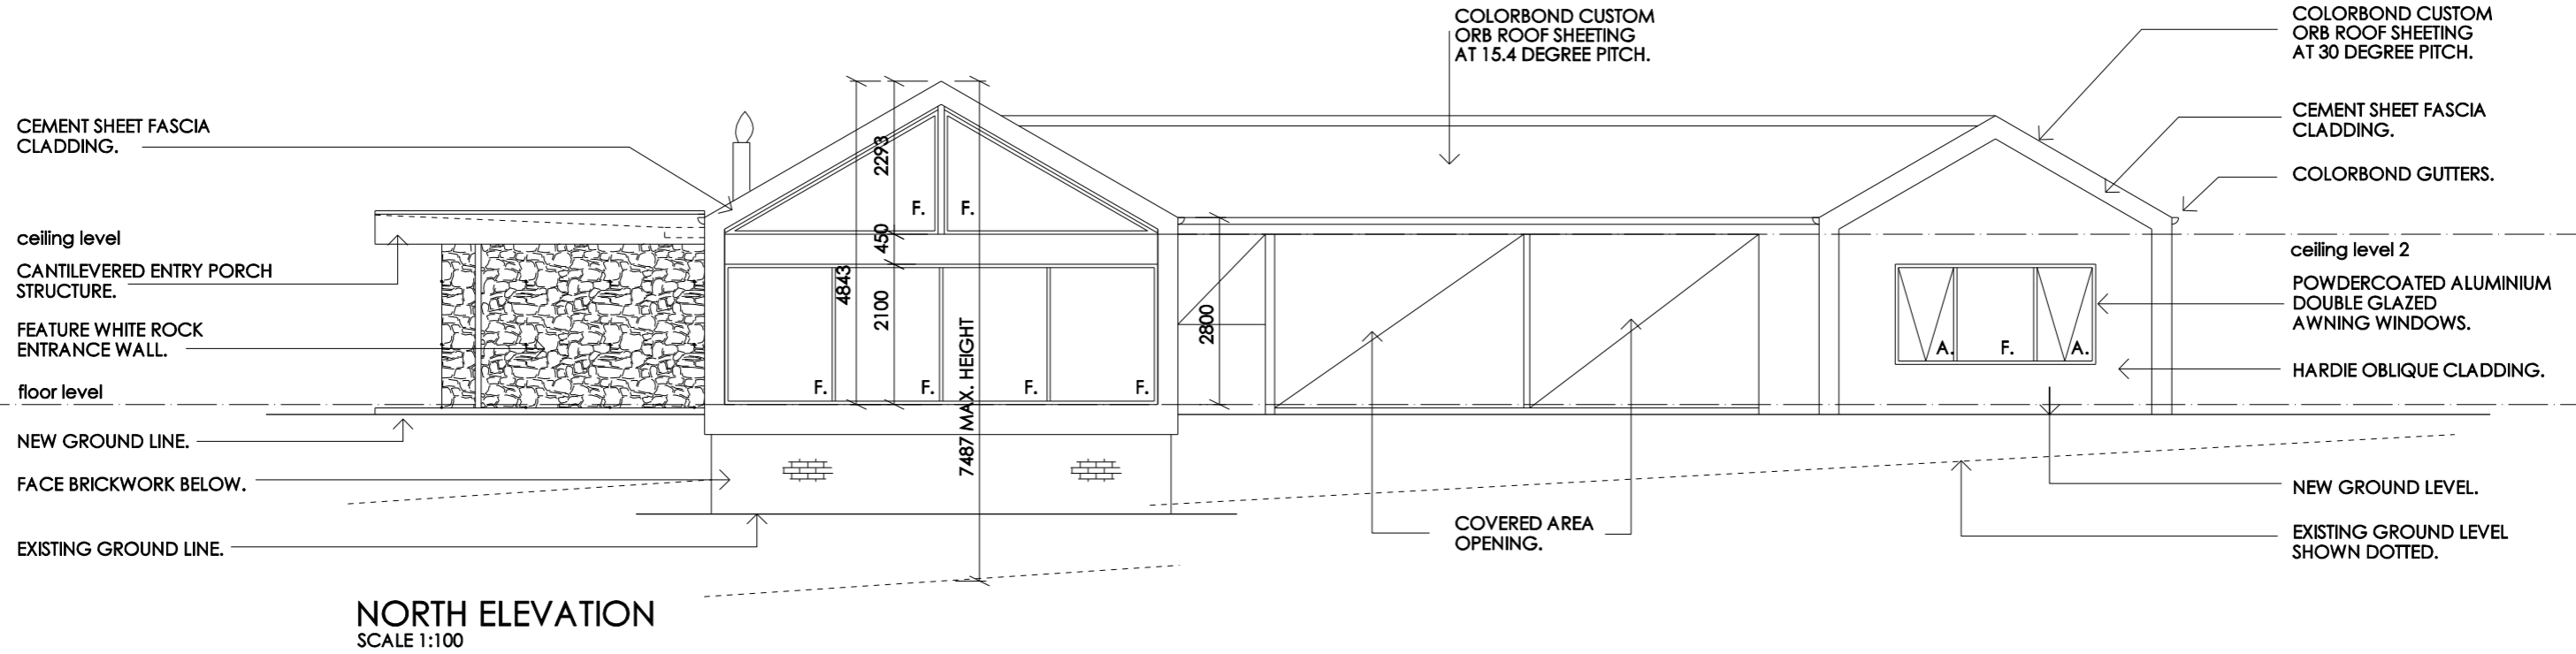 COLORBOND CUSTOM
ORB ROOF SHEETING
AT 15.4 DEGREE PITCH.
COLORBOND CUSTOM
ORB ROOF SHEETING
AT 30 DEGREE PITCH.
CEMENT SHEET FASCIA
CLADDING.
CEMENT SHEET FASCIA
CLADDING.
COLORBOND GUTTERS.
ceiling level
ceiling level 2
CANTILEVERED ENTRY PORCH
STRUCTURE.
POWDERCOATED ALUMINIUM
DOUBLE GLAZED
AWNING WINDOWS.
FEATURE WHITE ROCK
ENTRANCE WALL.
HARDIE OBLIQUE CLADDING.
floor level
2293
450
4843
2100
7487 MAX. HEIGHT
2800
F.
F.
F.
F.
F.
F.
A.
F.
A.
NEW GROUND LINE.
FACE BRICKWORK BELOW.
NEW GROUND LEVEL.
EXISTING GROUND LINE.
COVERED AREA
OPENING.
EXISTING GROUND LEVEL
SHOWN DOTTED.
NORTH ELEVATION
SCALE 1:100